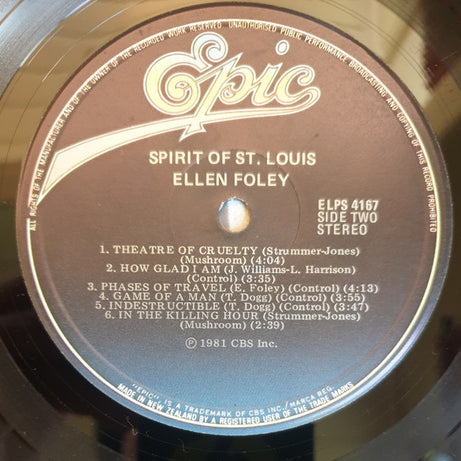 ALL RIGHTS OF THE MANUFACTURER AND OF THE OWNER OF THE RECORDED WORK RESERVED. UNAUTHORISED PUBLIC PERFORMANCE, BROADCASTING AND COPYING OF THIS RECORD PROHIBITED
Epic
SPIRIT OF ST. LOUIS
ELLEN FOLEY
ELPS 4167
SIDE TWO
STEREO
1. THEATRE OF CRUELTY (Strummer-Jones)
(Mushroom) (4:04)
2. HOW GLAD I AM (J. Williams-L. Harrison)
(Control) (3:35)
3. PHASES OF TRAVEL (E. Foley) (Control) (4:13)
4. GAME OF A MAN (T. Dogg) (Control) (3:55)
5. INDESTRUCTIBLE (T. Dogg) (Control) (3:47)
6. IN THE KILLING HOUR (Strummer-Jones)
(Mushroom) (2:39)
℗ 1981 CBS Inc.
"EPIC" IS A TRADEMARK OF CBS INC./MARCA REG.
MADE IN NEW ZEALAND BY A REGISTERED USER OF THE TRADE MARKS